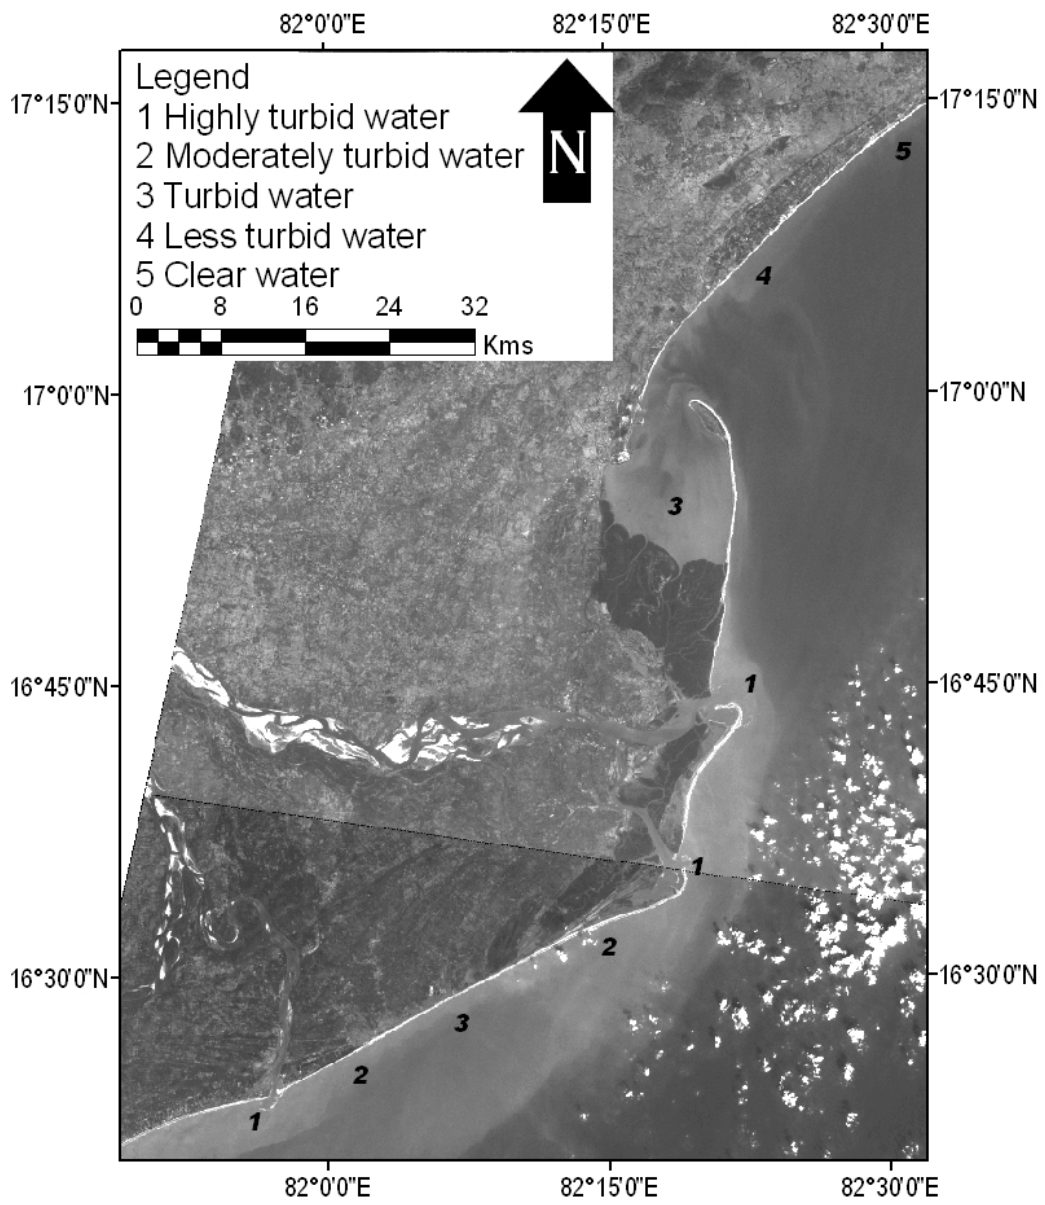 82°0'0"E 82°15'0"E 82°30'0"E
17°15'0"N 17°15'0"N
Legend
1 Highly turbid water
2 Moderately turbid water
3 Turbid water
4 Less turbid water
5 Clear water
N
0 8 16 24 32
Kms
5
4
17°0'0"N 17°0'0"N
3
16°45'0"N 16°45'0"N
1
1
2
16°30'0"N 16°30'0"N
3
2
1
82°0'0"E 82°15'0"E 82°30'0"E